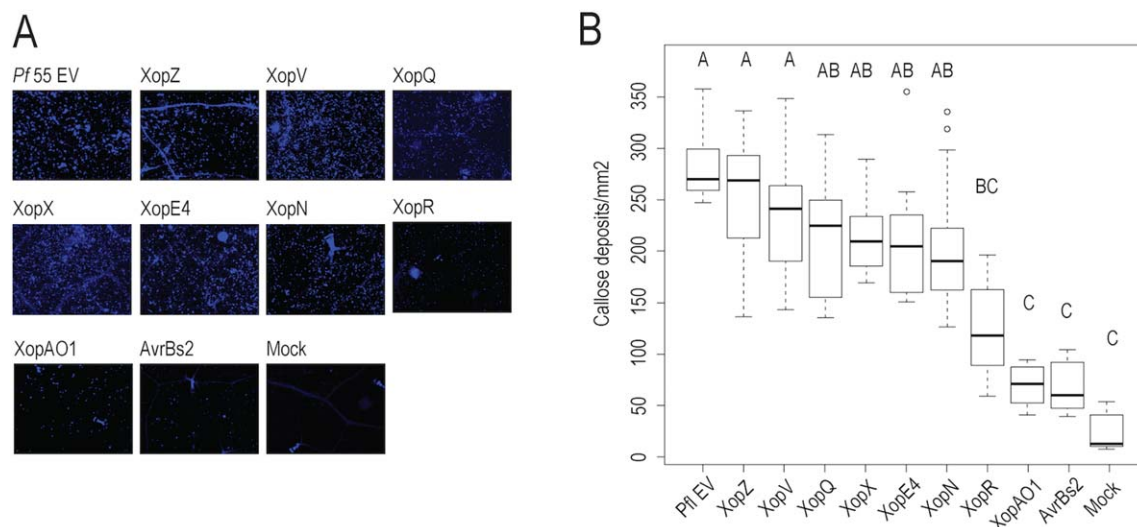 A
Pf 55 EV XopZ XopV XopQ
XopX XopE4 XopN XopR
XopAO1 AvrBs2 Mock
B
Callose deposits/mm2
350
300
250
200
150
100
50
0
A A A AB AB AB AB
BC
C C
C
Pfl EV XopZ XopV XopQ XopX XopE4 XopN XopR XopAO1 AvrBs2 Mock